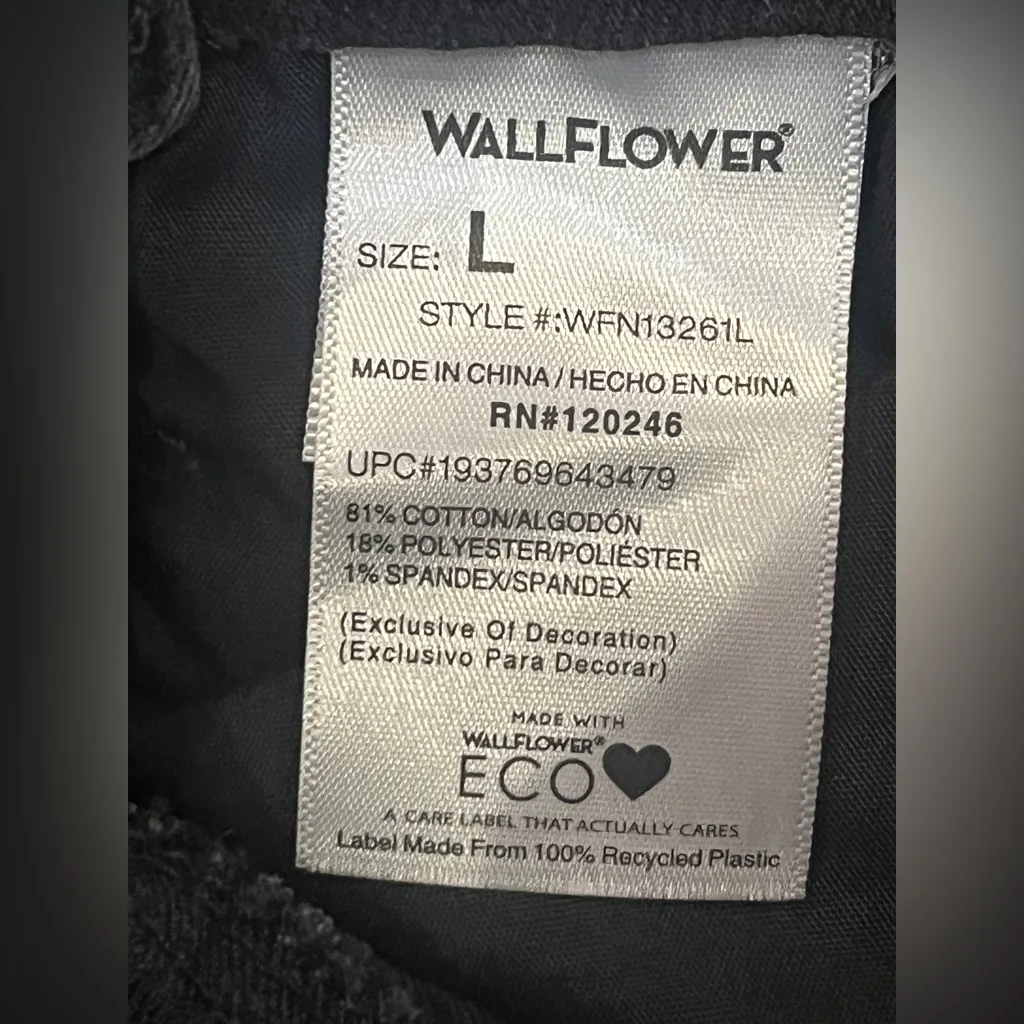 WALLFLOWER®
SIZE: L
STYLE #:WFN13261L
MADE IN CHINA / HECHO EN CHINA
RN#120246
UPC#193769643479
81% COTTON/ALGODÓN
18% POLYESTER/POLIÉSTER
1% SPANDEX/SPANDEX
(Exclusive Of Decoration)
(Exclusivo Para Decorar)
MADE WITH
WALLFLOWER®
ECO
A CARE LABEL THAT ACTUALLY CARES
Label Made From 100% Recycled Plastic